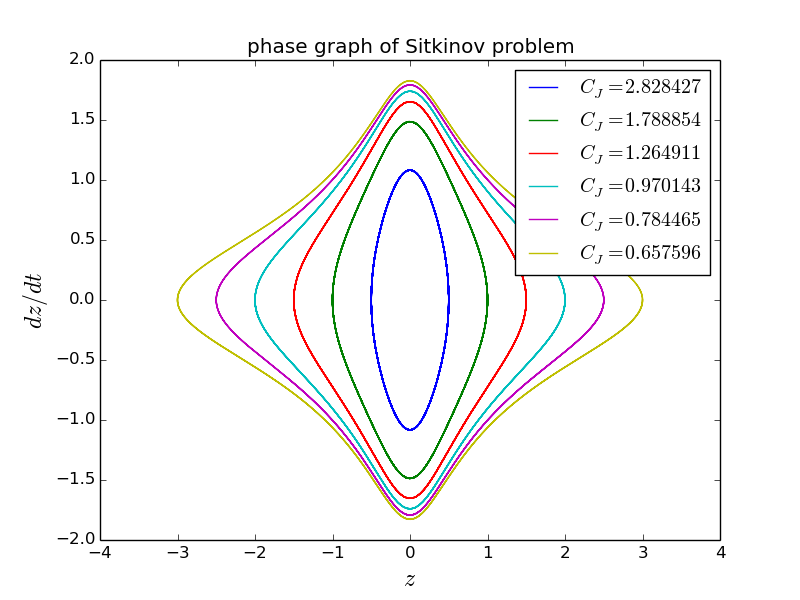 phase graph of Sitkinov problem
2.0
1.5
1.0
0.5
0.0
−0.5
−1.0
−1.5
−2.0
dz/dt
C_J =2.828427
C_J =1.788854
C_J =1.264911
C_J =0.970143
C_J =0.784465
C_J =0.657596
−4 −3 −2 −1 0 1 2 3 4
z